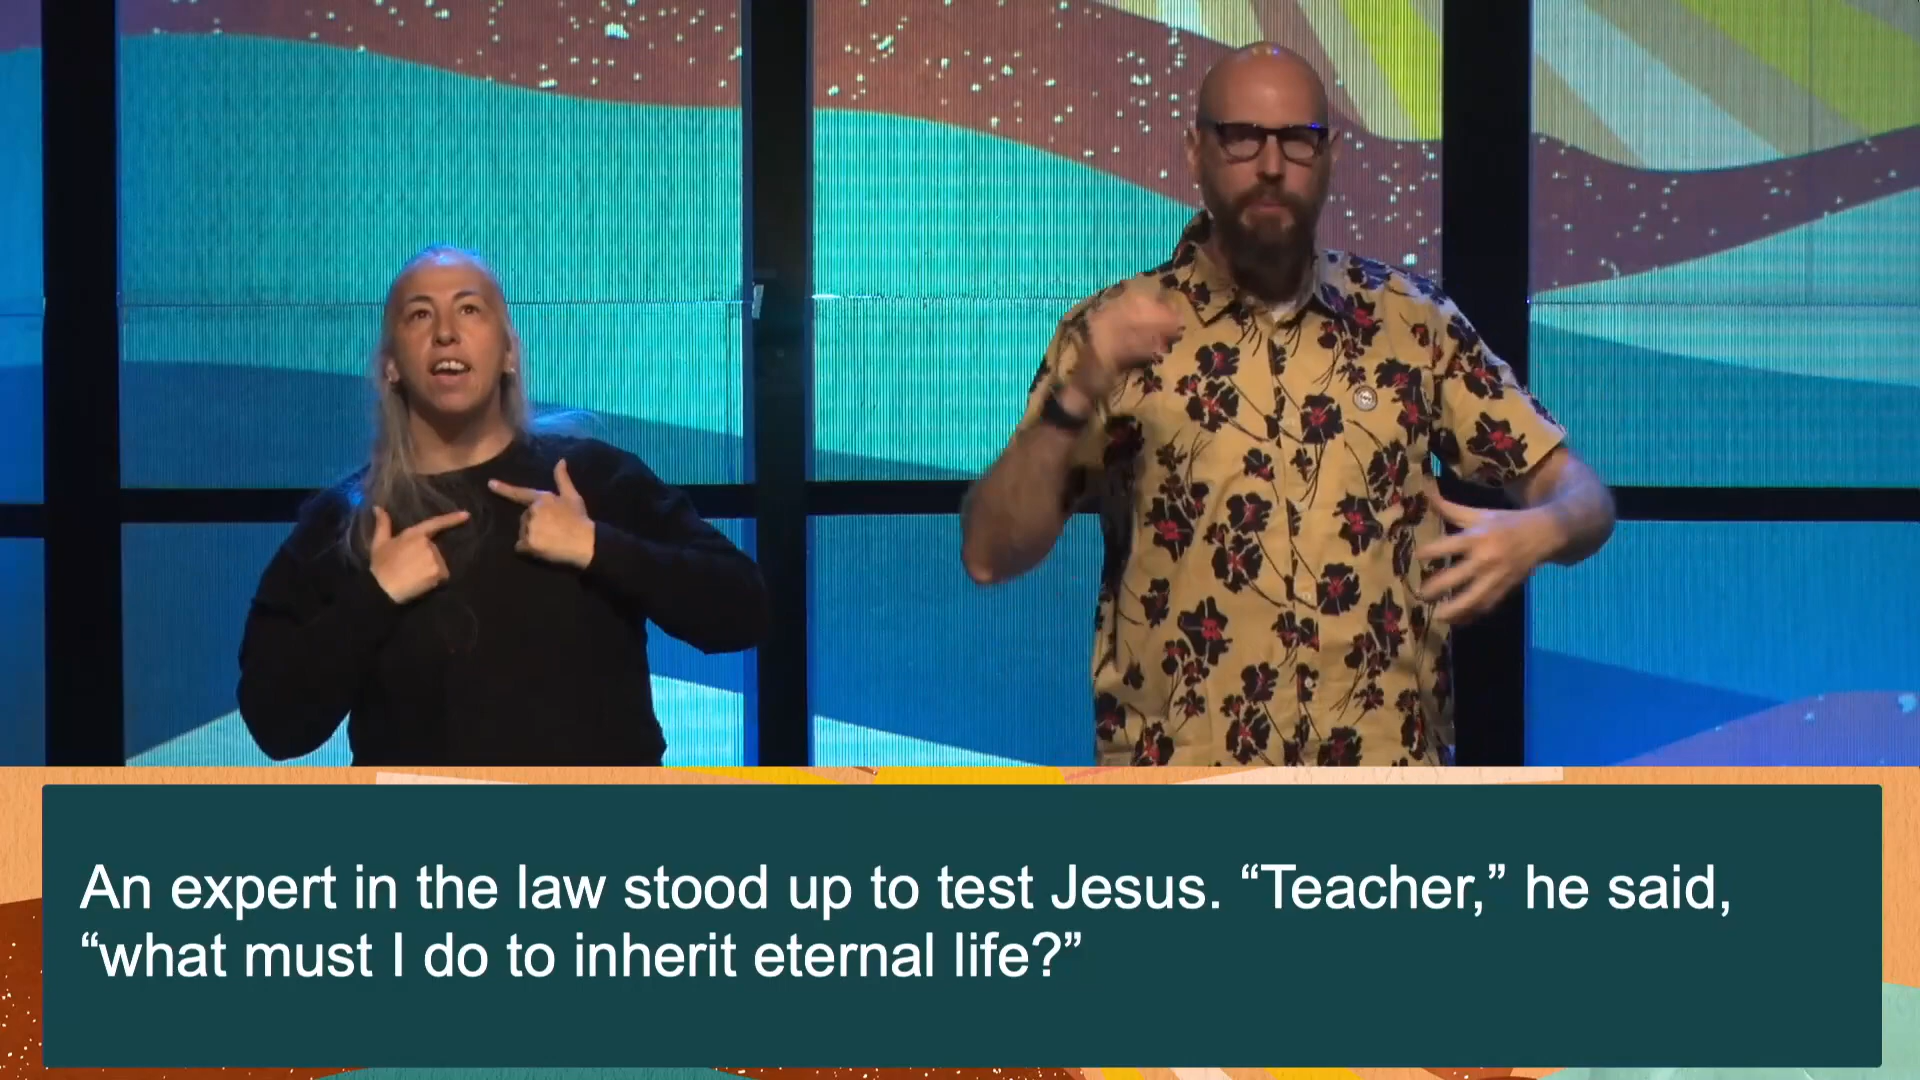 An expert in the law stood up to test Jesus. “Teacher,” he said,
“what must I do to inherit eternal life?”